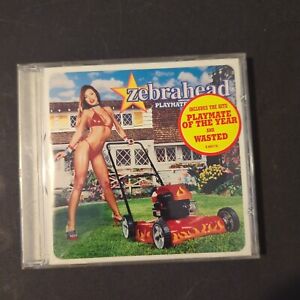 zebrahead
PLAYMATE
INCLUDES THE HITS
PLAYMATE
OF THE YEAR
AND
WASTED